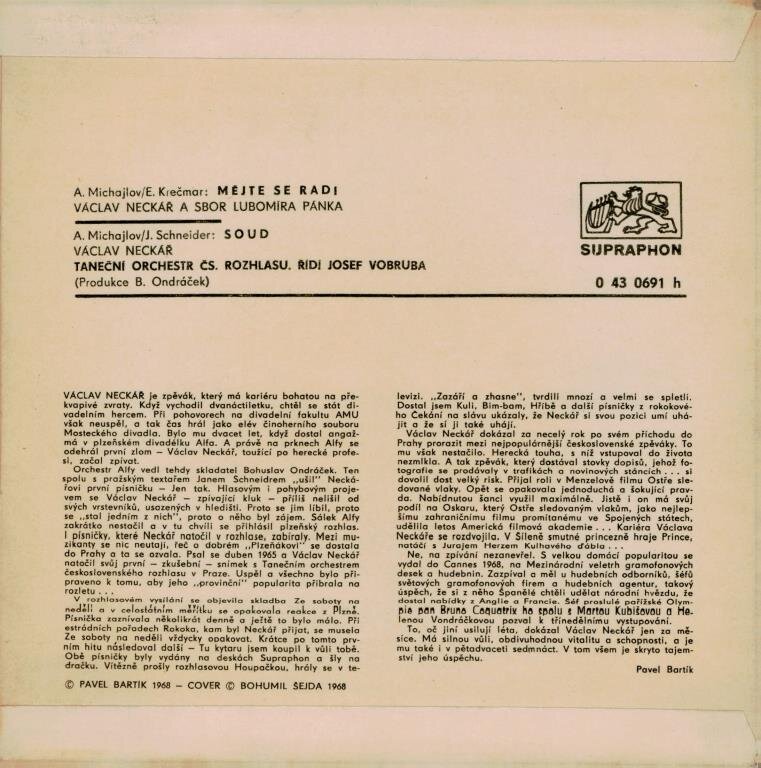 A. Michajlov/E. Krečmar: MĚJTE SE RÁDI
VÁCLAV NECKÁŘ A SBOR LUBOMÍRA PÁNKA
A. Michajlov/J. Schneider: SOUD
VÁCLAV NECKÁŘ
TANEČNÍ ORCHESTR ČS. ROZHLASU. ŘÍDÍ JOSEF VOBRUBA
(Produkce B. Ondráček)
SUPRAPHON
0 43 0691 h
VÁCLAV NECKÁŘ je zpěvák, který má kariéru bohatou na pře-
kvapivé zvraty. Když vychodil dvanáctiletku, chtěl se stát di-
vadelním hercem. Při pohovorech na divadelní fakultu AMU
však neuspěl, a tak čas hrál jako elév činoherního souboru
Mosteckého divadla. Bylo mu dvacet let, když dostal angaž-
má v plzeňském divadélku Alfa. A právě na prknech Alfy se
odehrál první zlom – Václav Neckář, toužící po herecké profe-
si, začal zpívat.
Orchestr Alfy vedl tehdy skladatel Bohuslav Ondráček. Ten
spolu s pražským textařem Janem Schneidrem „ušil" Necká-
řovi první písničku – Jen tak. Hlasovým i pohybovým proje-
vem se Václav Neckář – zpívající kluk – příliš nelišil od
svých vrstevníků, usazených v hledišti. Proto se jim líbil, proto
se „stal jedním z nich", proto o něho byl zájem. Sálek Alfy
zakrátko nestačil a v tu chvíli se přihlásil plzeňský rozhlas.
I písničky, které Neckář natočil v rozhlase, zabíraly. Mezi mu-
zikanty se nic neutají, řeč o dobrém „Plzeňákovi" se dostala
do Prahy a ta se ozvala. Psal se duben 1965 a Václav Neckář
natočil svůj první – zkušební – snímek s Tanečním orchestrem
československého rozhlasu v Praze. Uspěl a všechno bylo při-
praveno k tomu, aby jeho „provinční" popularita přibrala na
rozletu . . .
V rozhlasovém vysílání se objevila skladba Ze soboty na
neděli a v celostátním měřítku se opakovala reakce z Plzně.
Písnička zaznívala několikrát denně a ještě to bylo málo. Při
estrádních pořadech Rokoka, kam byl Neckář přijat, se musela
Ze soboty na neděli vždycky opakovat. Krátce po tomto prv-
ním hitu následoval další – Tu kytaru jsem koupil k vůli tobě.
Obě písničky byly vydány na deskách Supraphon a šly na
dračku. Vítězně prošly rozhlasovou Houpačkou, hrály se v te-
levizi. „Zazáří a zhasne", tvrdili mnozí a velmi se spletli.
Dostal jsem Kuli, Bim-bam, Hříbě a další písničky z rokokové-
ho Čekání na slávu ukázaly, že Neckář si svou pozici umí uhá-
jit a že si ji také uhájí.
Václav Neckář dokázal za necelý rok po svém příchodu do
Prahy prorazit mezi nejpopulárnější československé zpěváky. To
mu však nestačilo. Herecká touha, s níž vstupoval do života
nezmlkla. A tak zpěvák, který dostával stovky dopisů, jehož fo-
tografie se prodávaly v trafikách a novinových stáncích . . . si
dovolil dost velký risk. Přijal roli v Menzelově filmu Ostře sle-
dované vlaky. Opět se opakovala jednoduchá a šokující prav-
da. Nabídnutou šanci využil maximálně. Jistě i on má svůj
podíl na Oskaru, který Ostře sledovaným vlakům, jako nejlep-
šímu zahraničnímu filmu promítanému ve Spojených státech,
udělila letos Americká filmová akademie . . . Kariéra Václava
Neckáře se rozdvojila. V Šíleně smutné princezně hraje Prince,
natáčí s Jurajem Herzem Kulhavého ďábla . . .
Ne, na zpívání nezanevřel. S velkou domácí popularitou se
vydal do Cannes 1968, na Mezinárodní veletrh gramofonových
desek a hudebnin. Zazpíval a měl u hudebních odborníků, šéfů
světových gramofonových firem a hudebních agentur, takový
úspěch, že si z něho Španělé chtěli udělat národní hvězdu, že
dostal nabídky z Anglie a Francie. Šéf proslulé pařížské Olym-
pie pan Bruno Coquatrix ho spolu s Martou Kubišovou a He-
lenou Vondráčkovou pozval k třínedělnímu vystupování.
To, oč jiní usilují léta, dokázal Václav Neckář jen za mě-
síce. Má silnou vůli, obdivuhodnou vitalitu a schopnosti, a je
mu také i v pětadvaceti sedmnáct. V tom všem je skryto tajem-
ství jeho úspěchu.
Pavel Bartík
© PAVEL BARTÍK 1968 – COVER © BOHUMIL ŠEJDA 1968